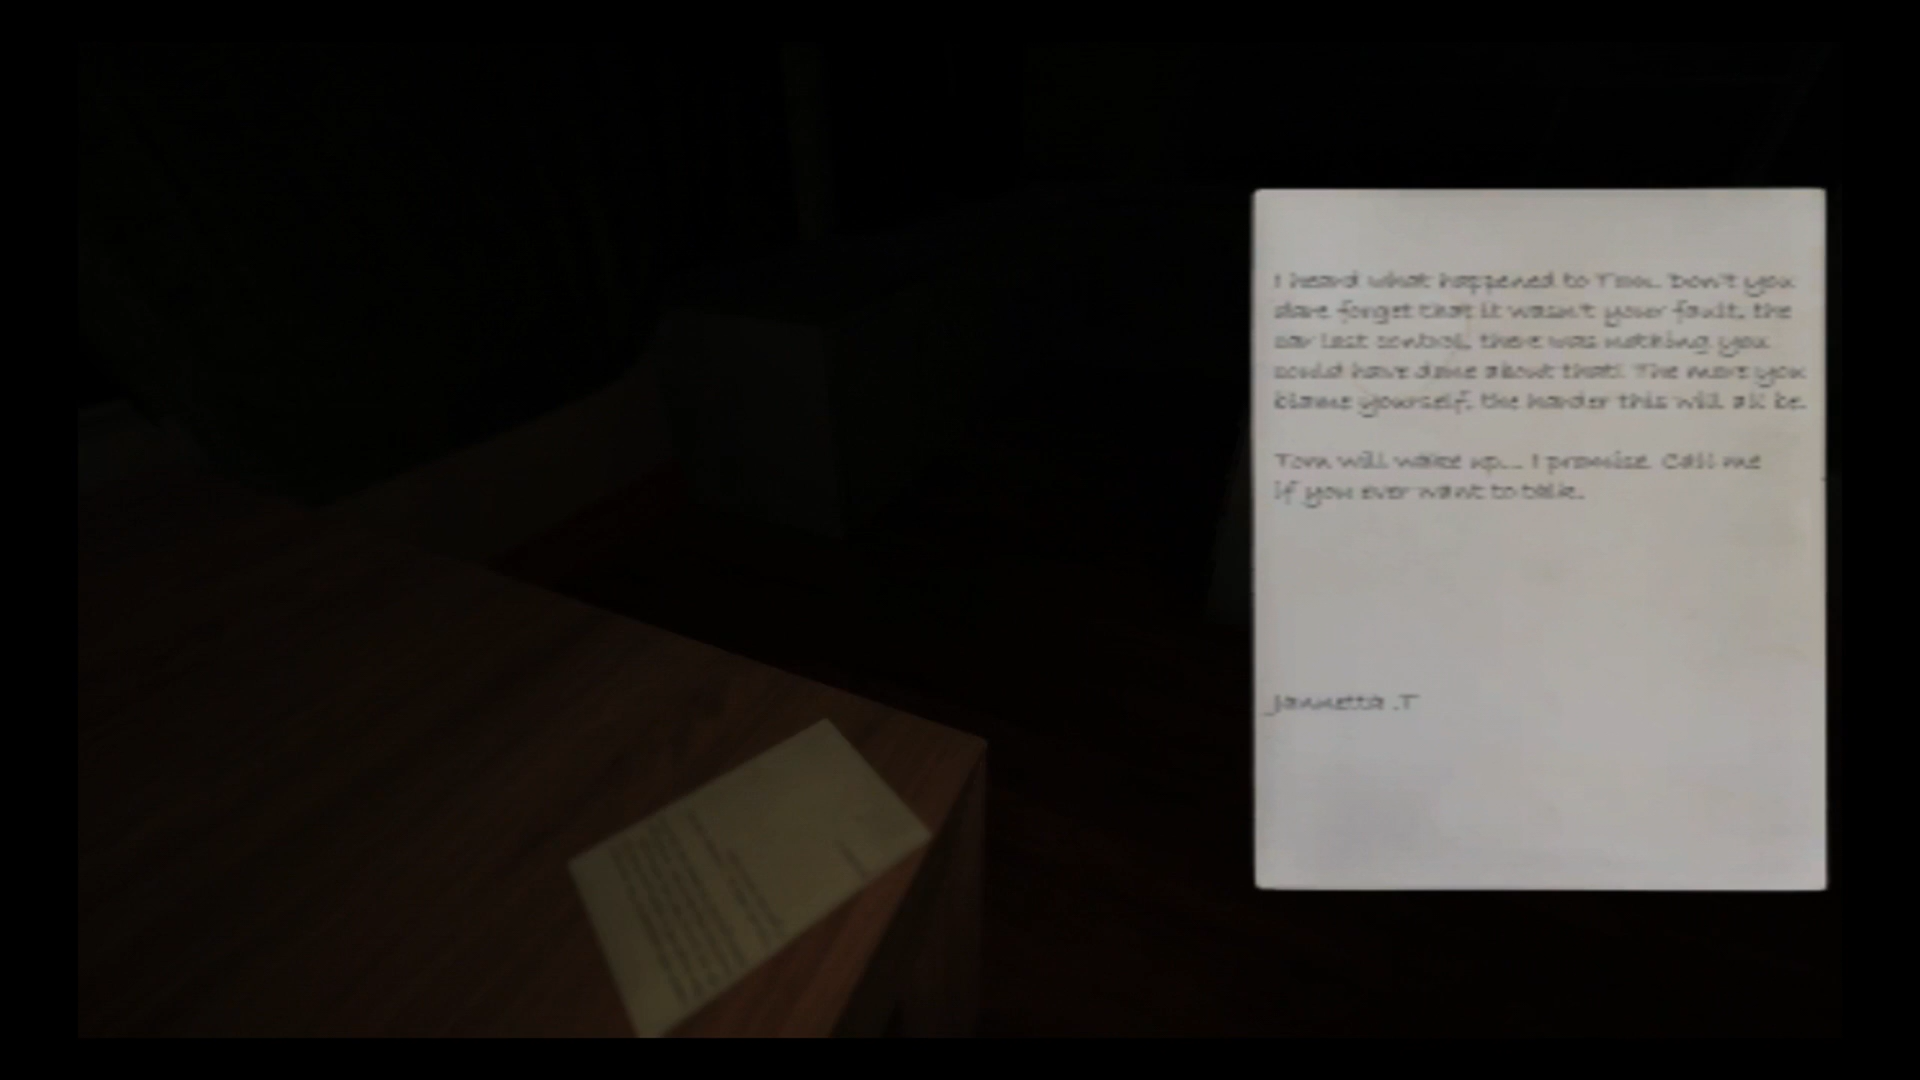 I heard what happened to Tom. Don't you
dare forget that it wasn't your fault, the
car lost control, there was nothing you
could have done about that! The more you
blame yourself, the harder this will all be.
Tom will wake up... I promise. Call me
if you ever want to talk.
Jannetta .T